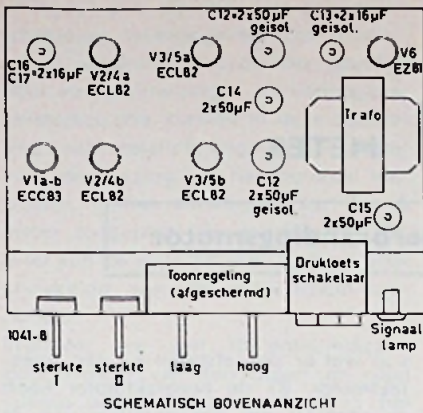 C12=2x50µF
geisol.
C13=2x16µF
geisol.
C16
C17=2x16µF
V2/4a
ECL82
V3/5a
ECL82
V6
EZ81
C14
2x50µF
Trafo
V1a-b
ECC83
V2/4b
ECL82
V3/5b
ECL82
C12
2x50µF
geisol.
C15
2x50µF
Toonregeling
(afgeschermd)
Druktoets
schakelaar
1041-8
sterkte
I
sterkte
II
laag
hoog
Signaal
lamp
SCHEMATISCH BOVENAANZICHT